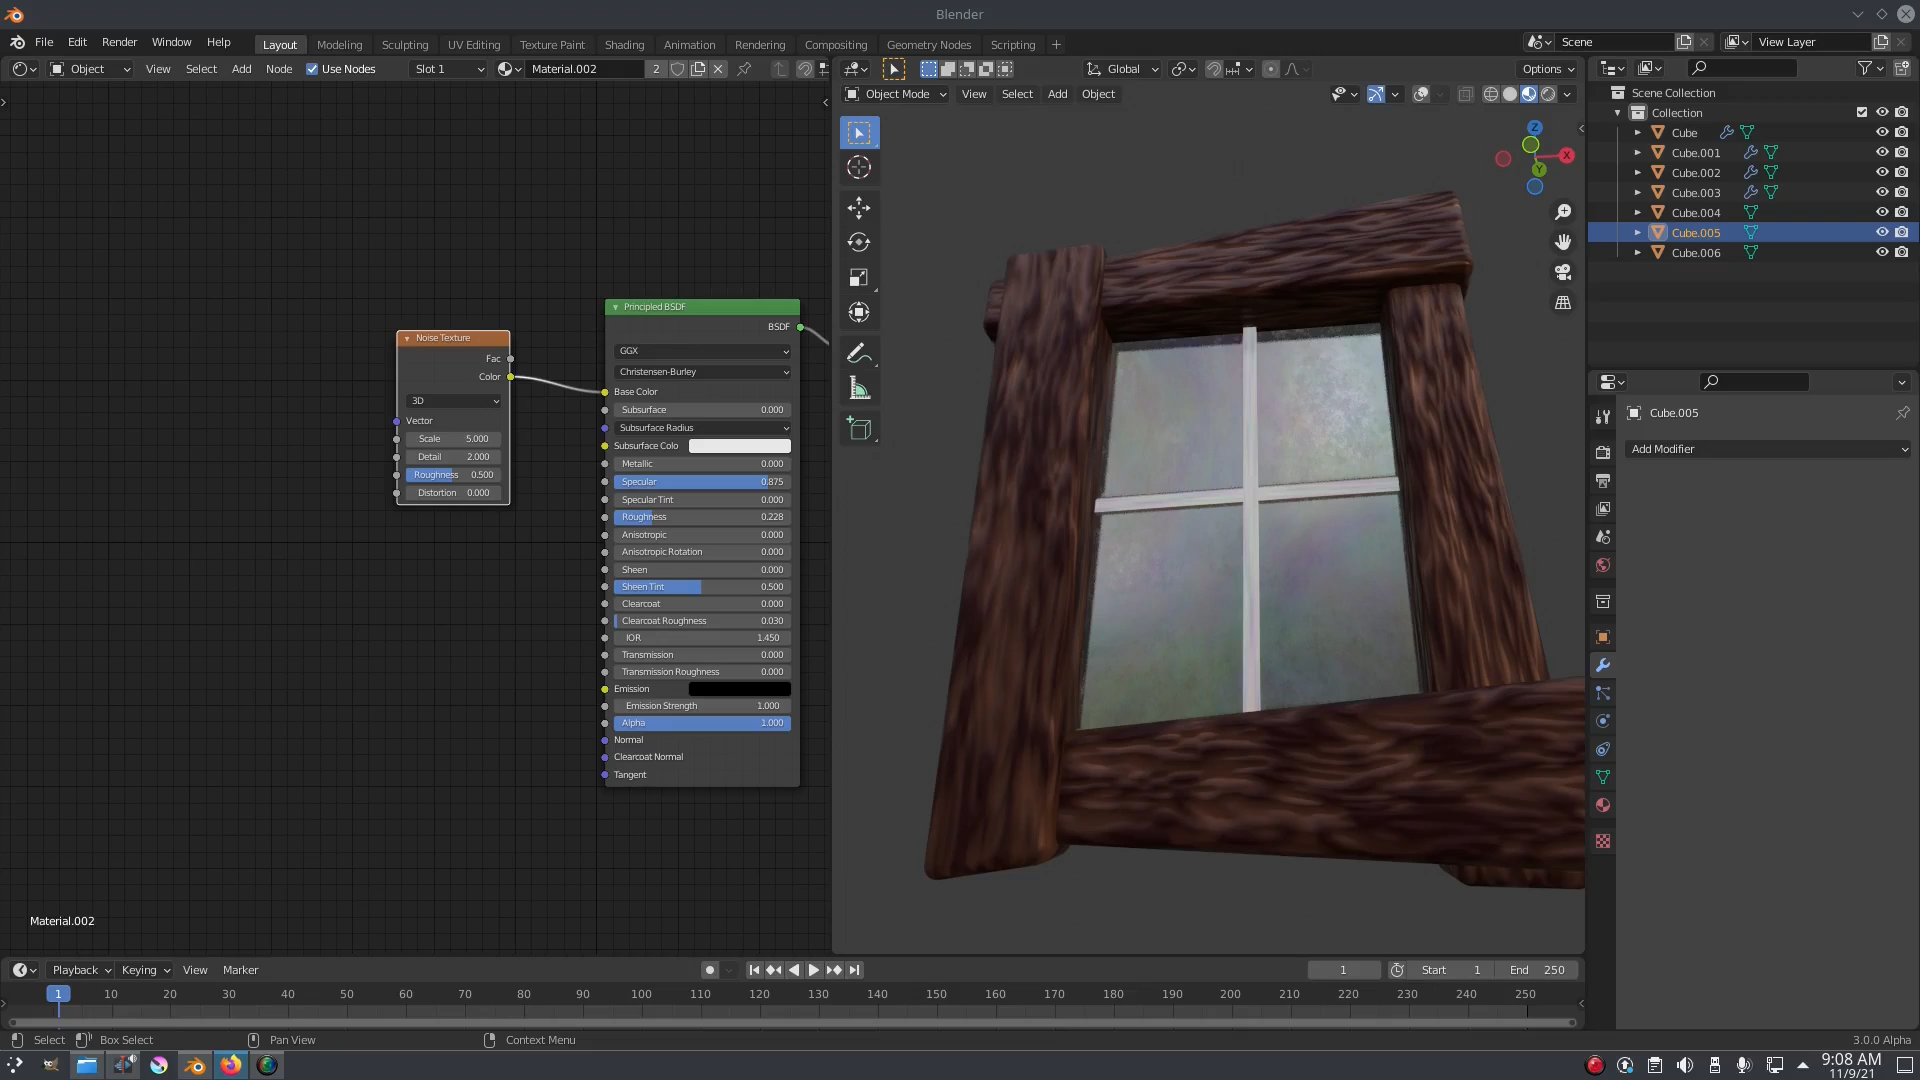 Blender
File Edit Render Window Help
Layout Modeling Sculpting UV Editing Texture Paint Shading Animation Rendering Compositing Geometry Nodes Scripting +
Scene
View Layer
Object View Select Add Node Use Nodes Slot 1 Material.002 2
Global Options
Object Mode View Select Add Object
Scene Collection
Collection
Cube
Cube.001
Cube.002
Cube.003
Cube.004
Cube.005
Cube.006
Z
X
Y
Noise Texture
Fac
Color
3D
Vector
Scale 5.000
Detail 2.000
Roughness 0.500
Distortion 0.000
Principled BSDF
BSDF
GGX
Christensen-Burley
Base Color
Subsurface 0.000
Subsurface Radius
Subsurface Colo
Metallic 0.000
Specular 0.875
Specular Tint 0.000
Roughness 0.228
Anisotropic 0.000
Anisotropic Rotation 0.000
Sheen 0.000
Sheen Tint 0.500
Clearcoat 0.000
Clearcoat Roughness 0.030
IOR 1.450
Transmission 0.000
Transmission Roughness 0.000
Emission
Emission Strength 1.000
Alpha 1.000
Normal
Clearcoat Normal
Tangent
Cube.005
Add Modifier
Material.002
Playback Keying View Marker
1 Start 1 End 250
1 10 20 30 40 50 60 70 80 90 100 110 120 130 140 150 160 170 180 190 200 210 220 230 240 250
Select Box Select Pan View Context Menu 3.0.0 Alpha
9:08 AM
11/9/21